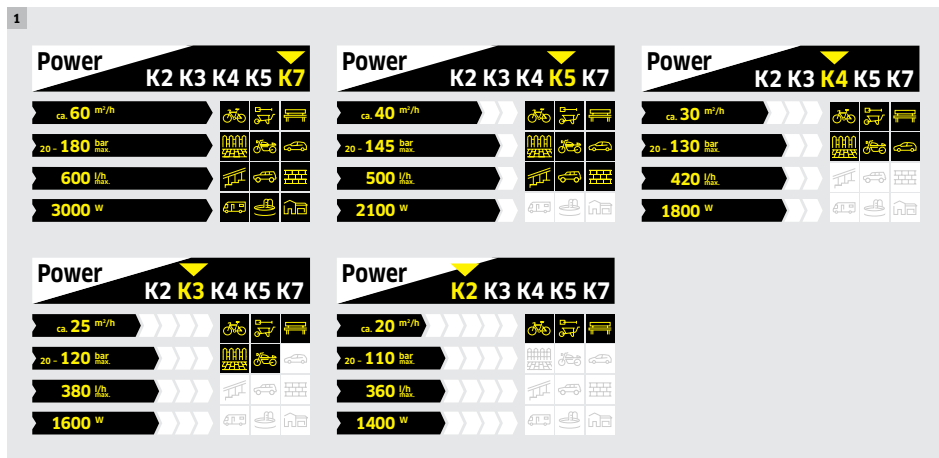 1
Power
K2 K3 K4 K5 K7
ca. 60 m²/h
20 – 180 bar max.
600 l/h max.
3000 W
Power
K2 K3 K4 K5 K7
ca. 40 m²/h
20 – 145 bar max.
500 l/h max.
2100 W
Power
K2 K3 K4 K5 K7
ca. 30 m²/h
20 – 130 bar max.
420 l/h max.
1800 W
Power
K2 K3 K4 K5 K7
ca. 25 m²/h
20 – 120 bar max.
380 l/h max.
1600 W
Power
K2 K3 K4 K5 K7
ca. 20 m²/h
20 – 110 bar max.
360 l/h max.
1400 W